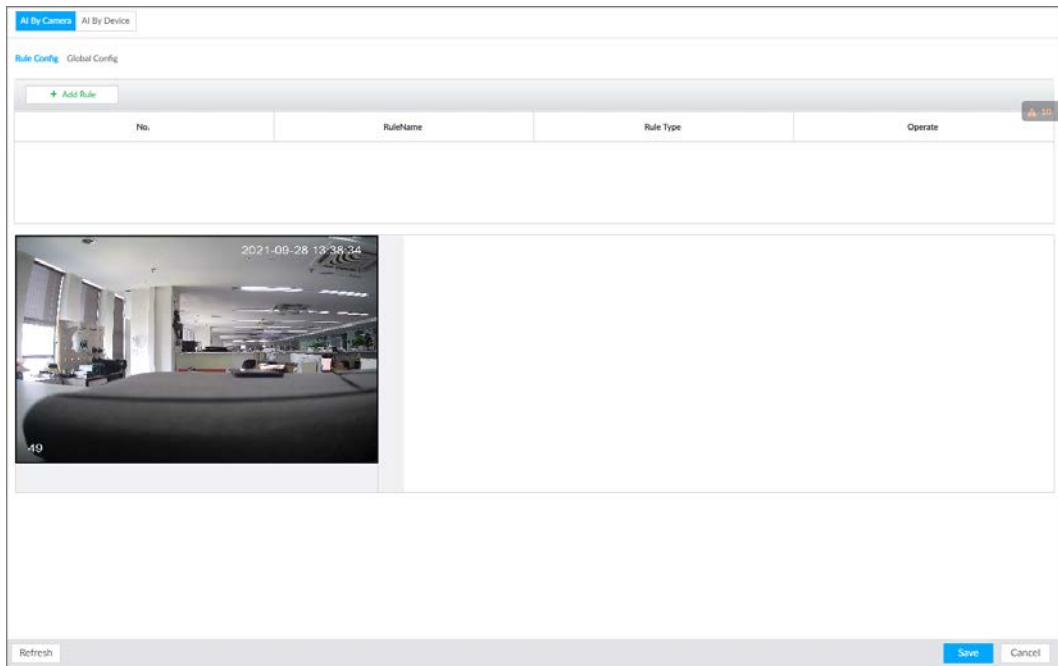 AI By Camera AI By Device
Rule Config Global Config
+ Add Rule
10
No. RuleName Rule Type Operate
2021-09-28 13:38:34
49
Refresh Save Cancel